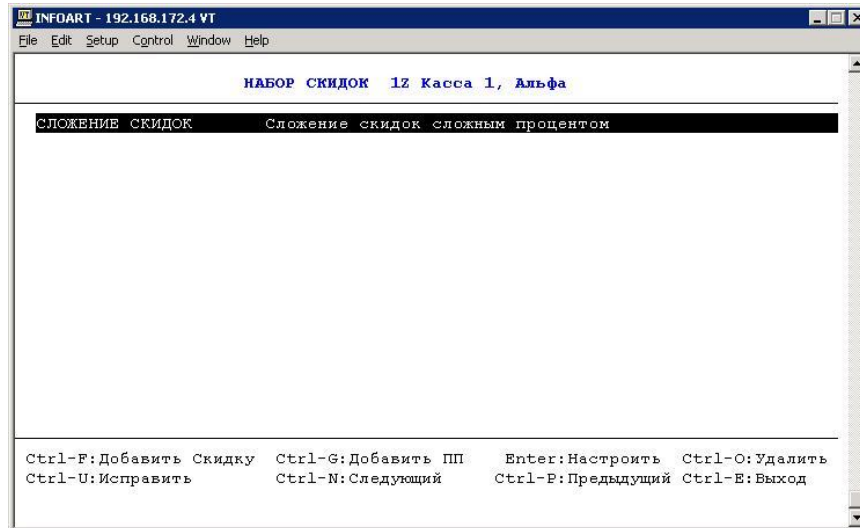 INFOART - 192.168.172.4 VT
File Edit Setup Control Window Help
НАБОР СКИДОК 1Z Касса 1, Альфа
СЛОЖЕНИЕ СКИДОК Сложение скидок сложным процентом
Ctrl-F:Добавить Скидку Ctrl-G:Добавить ПП Enter:Настроить Ctrl-O:Удалить
Ctrl-U:Исправить Ctrl-N:Следующий Ctrl-P:Предыдущий Ctrl-E:Выход